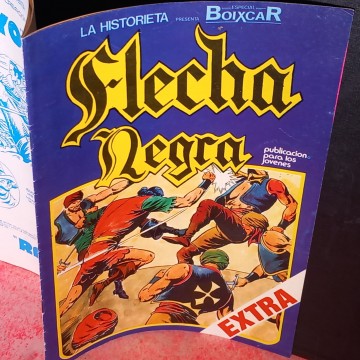 LA HISTORIETA
PRESENTA
ESPECIAL
BOIXCAR
Flecha
Negra
publicacion
para los
jovenes
EXTRA